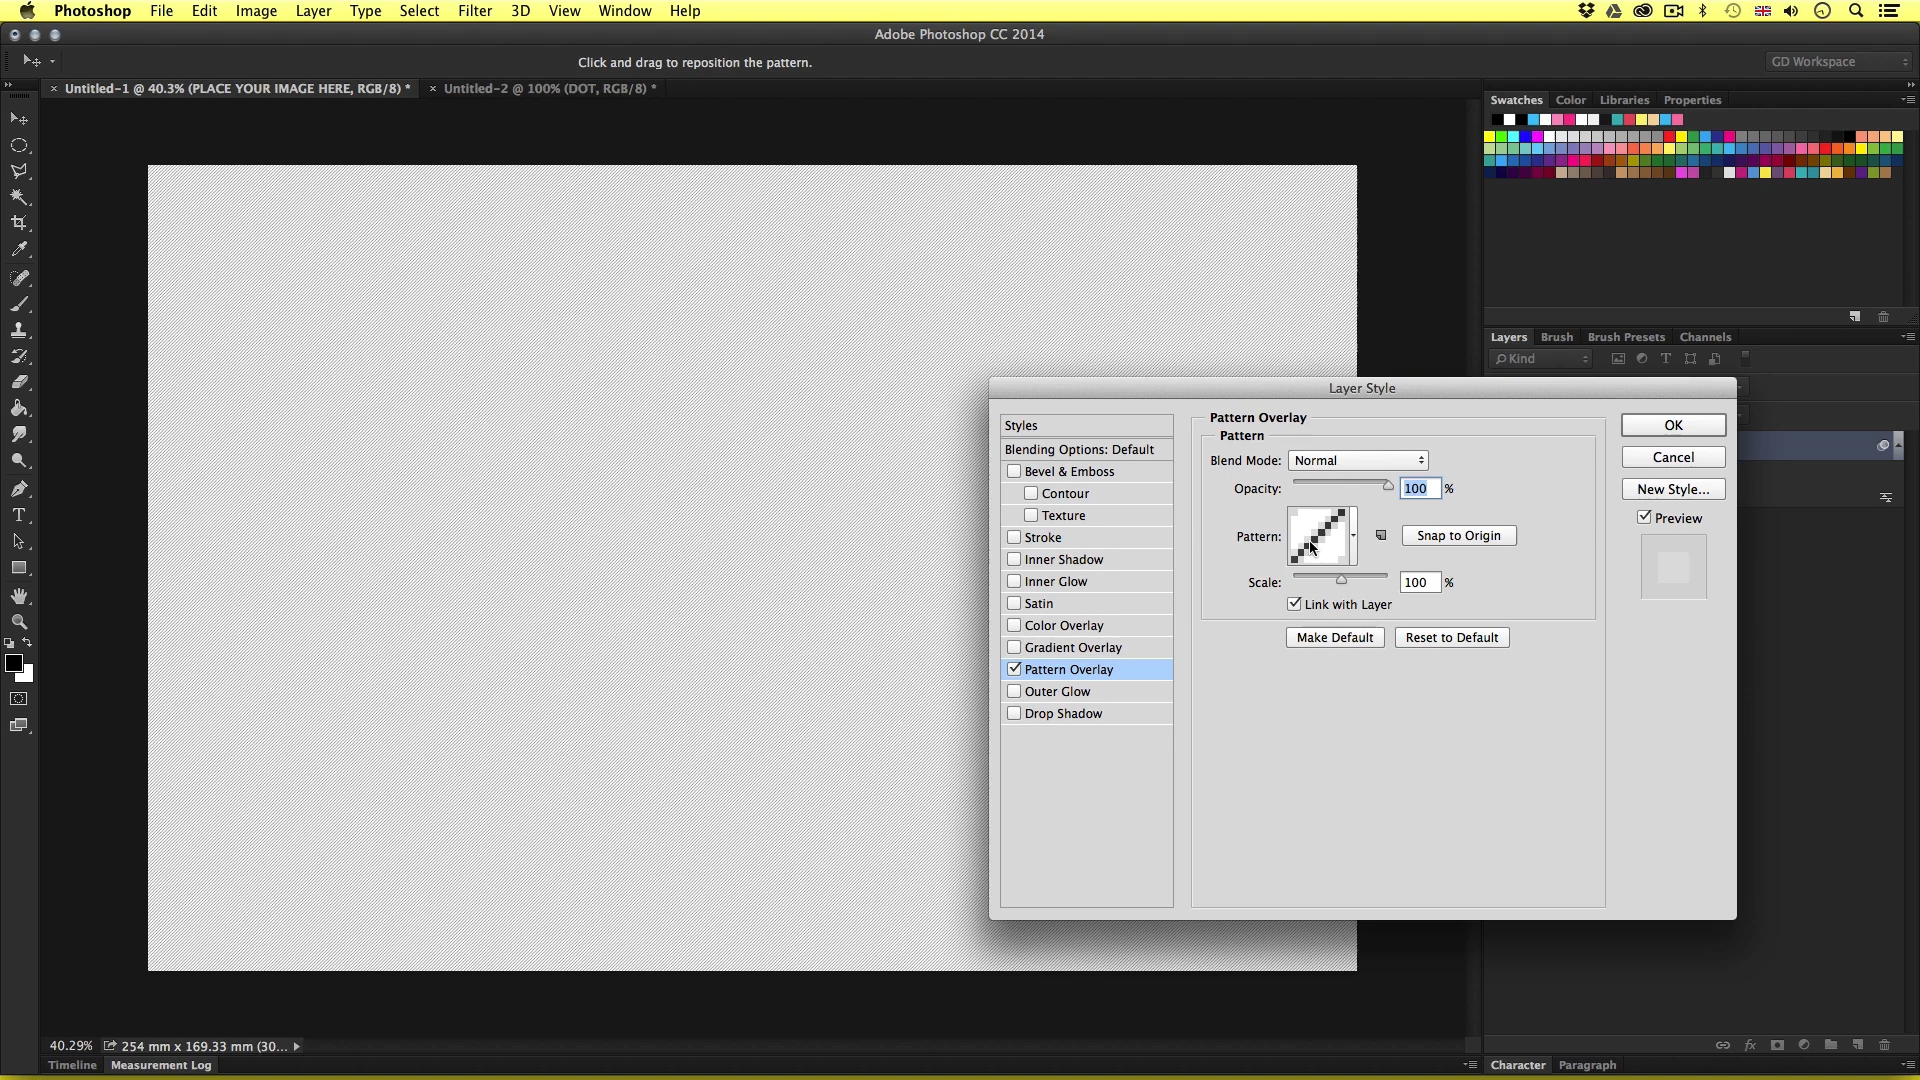 Photoshop File Edit Image Layer Type Select Filter 3D View Window Help
Adobe Photoshop CC 2014
Click and drag to reposition the pattern.
GD Workspace
Untitled-1 @ 40.3% (PLACE YOUR IMAGE HERE, RGB/8) *
Untitled-2 @ 100% (DOT, RGB/8) *
Swatches Color Libraries Properties
Layers Brush Brush Presets Channels
Kind
Layer Style
Styles
Blending Options: Default
Bevel & Emboss
Contour
Texture
Stroke
Inner Shadow
Inner Glow
Satin
Color Overlay
Gradient Overlay
Pattern Overlay
Outer Glow
Drop Shadow
Pattern Overlay
Pattern
Blend Mode: Normal
Opacity: 100 %
Pattern: Snap to Origin
Scale: 100 %
Link with Layer
Make Default Reset to Default
OK
Cancel
New Style...
Preview
40.29% 254 mm x 169.33 mm (30...
Timeline Measurement Log
Character Paragraph